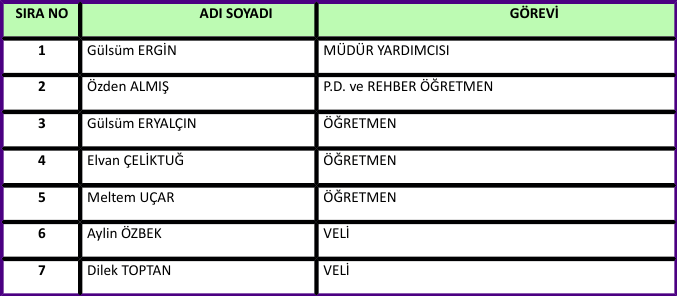 SIRA NO ADI SOYADI GÖREVİ
1 Gülsüm ERGİN MÜDÜR YARDIMCISI
2 Özden ALMIŞ P.D. ve REHBER ÖĞRETMEN
3 Gülsüm ERYALÇIN ÖĞRETMEN
4 Elvan ÇELİKTUĞ ÖĞRETMEN
5 Meltem UÇAR ÖĞRETMEN
6 Aylin ÖZBEK VELİ
7 Dilek TOPTAN VELİ